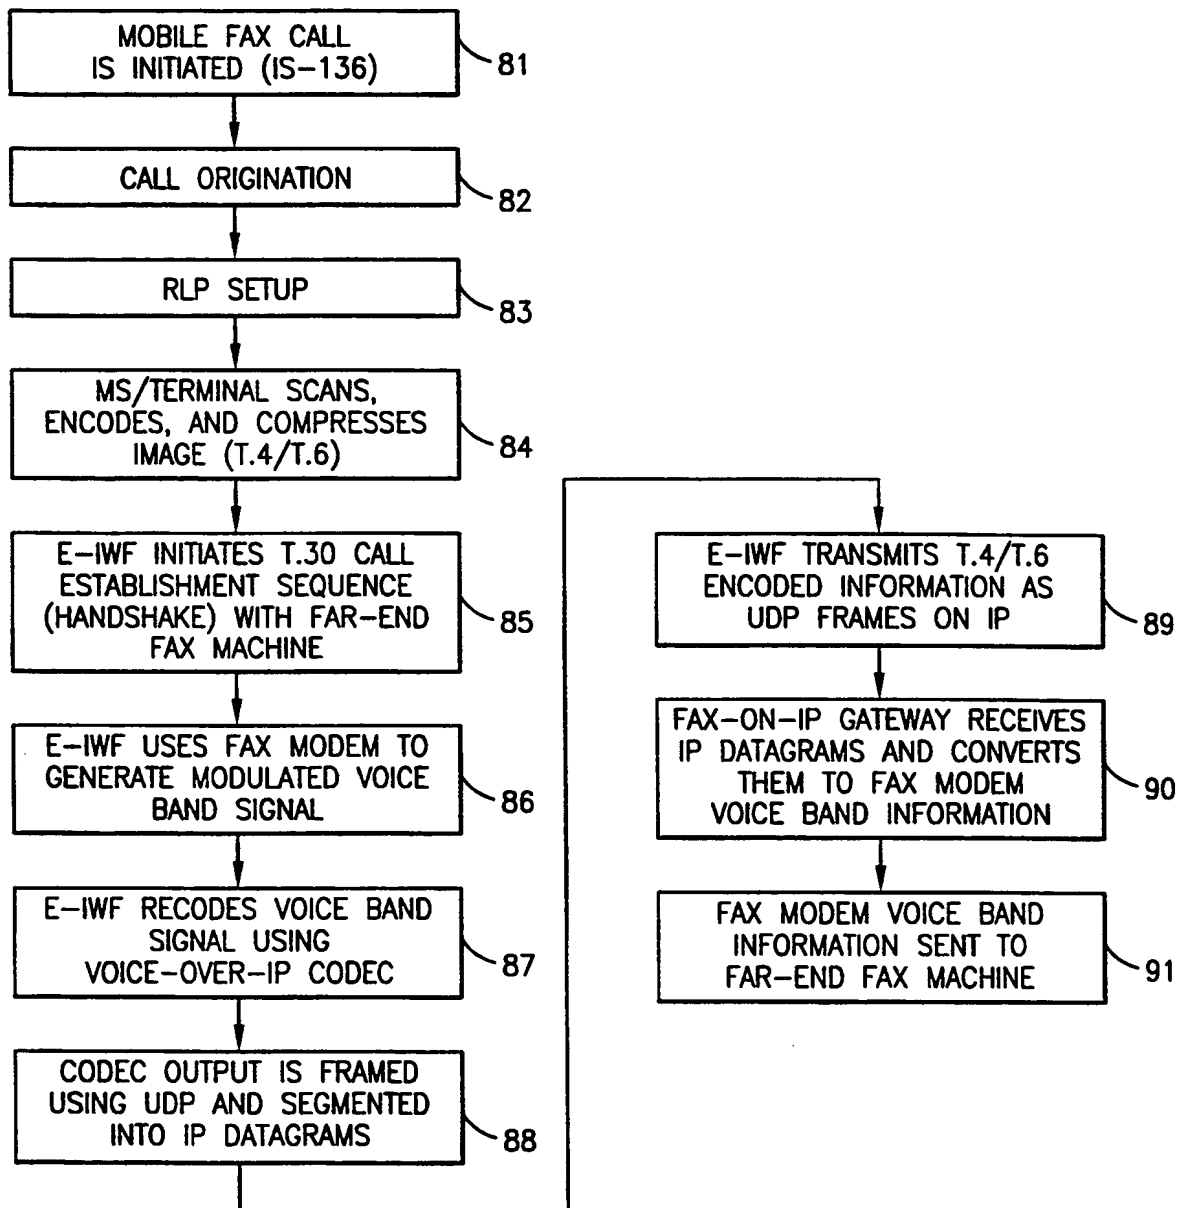 MOBILE FAX CALL
IS INITIATED (IS-136)
81
CALL ORIGINATION
82
RLP SETUP
83
MS/TERMINAL SCANS,
ENCODES, AND COMPRESSES
IMAGE (T.4/T.6)
84
E-IWF INITIATES T.30 CALL
ESTABLISHMENT SEQUENCE
(HANDSHAKE) WITH FAR-END
FAX MACHINE
85
E-IWF USES FAX MODEM TO
GENERATE MODULATED VOICE
BAND SIGNAL
86
E-IWF RECODES VOICE BAND
SIGNAL USING
VOICE-OVER-IP CODEC
87
CODEC OUTPUT IS FRAMED
USING UDP AND SEGMENTED
INTO IP DATAGRAMS
88
E-IWF TRANSMITS T.4/T.6
ENCODED INFORMATION AS
UDP FRAMES ON IP
89
FAX-ON-IP GATEWAY RECEIVES
IP DATAGRAMS AND CONVERTS
THEM TO FAX MODEM
VOICE BAND INFORMATION
90
FAX MODEM VOICE BAND
INFORMATION SENT TO
FAR-END FAX MACHINE
91